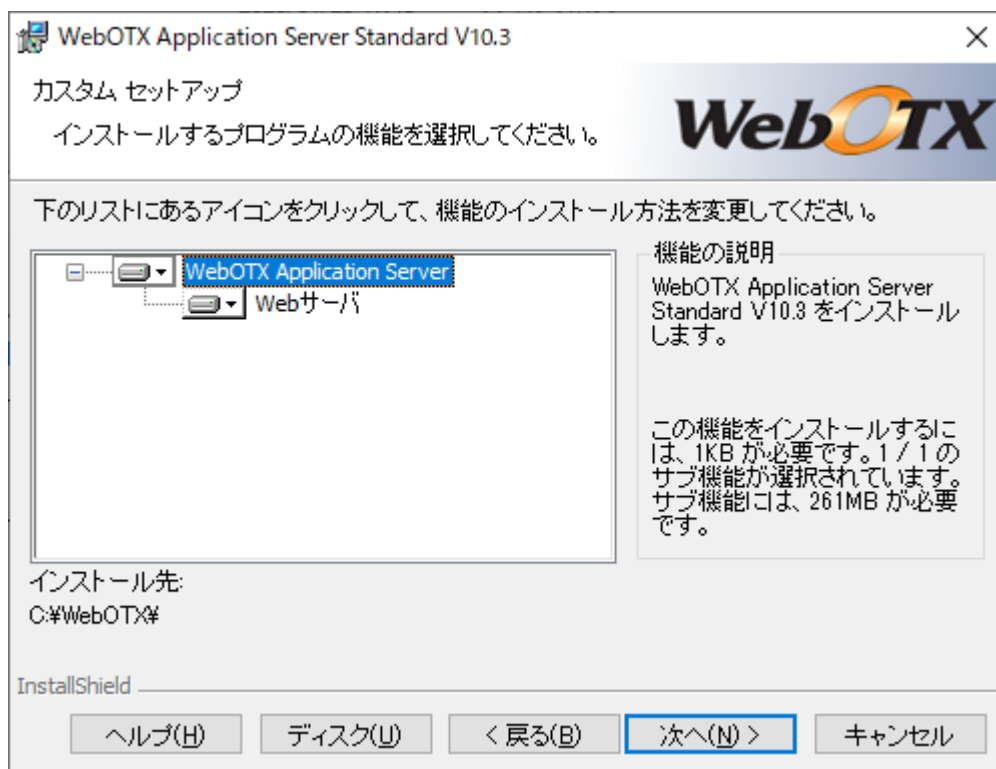 WebOTX Application Server Standard V10.3
カスタム セットアップ
インストールするプログラムの機能を選択してください。
WebOTX
下のリストにあるアイコンをクリックして、機能のインストール方法を変更してください。
WebOTX Application Server
Webサーバ
機能の説明
WebOTX Application Server
Standard V10.3 をインストール
します。
この機能をインストールするに
は、1KB が必要です。1 / 1 の
サブ機能が選択されています。
サブ機能には、261MB が必要
です。
インストール先:
C:¥WebOTX¥
InstallShield
ヘルプ(H)
ディスク(U)
< 戻る(B)
次へ(N) >
キャンセル